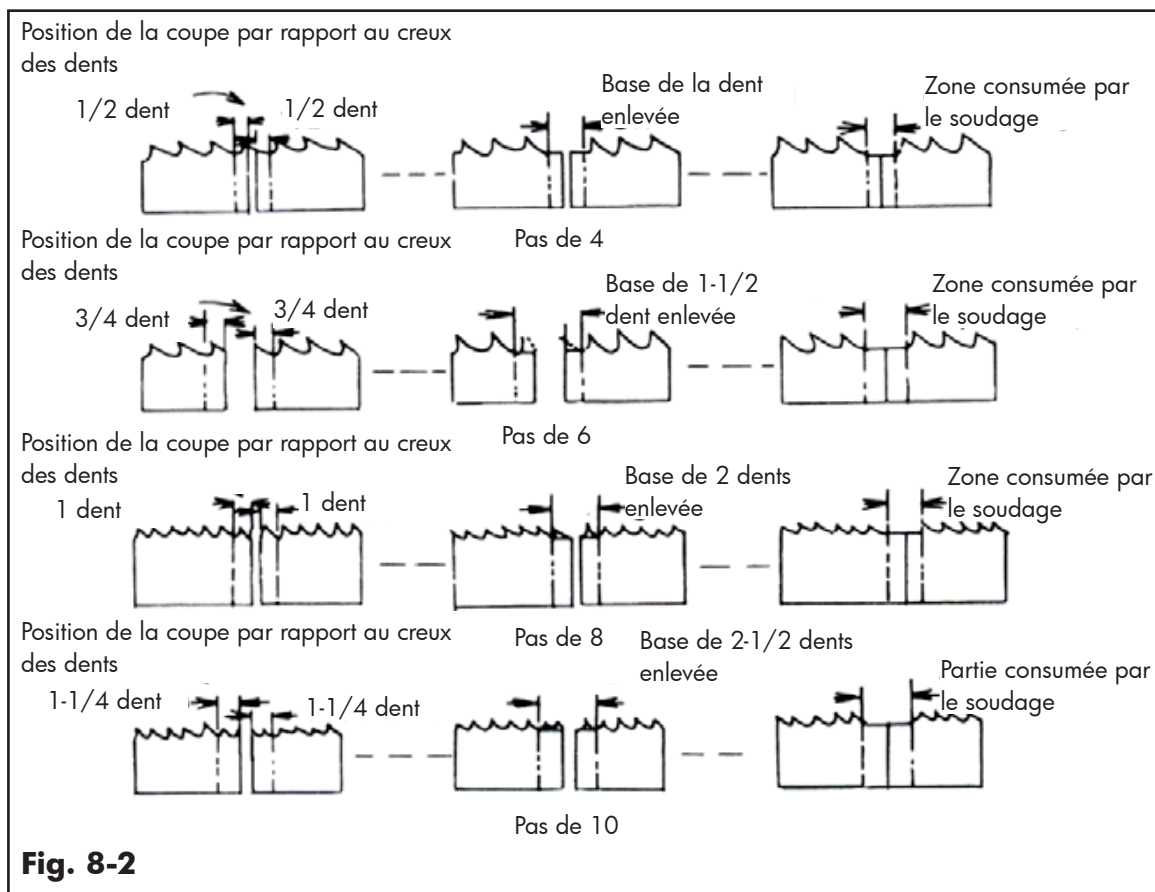 Position de la coupe par rapport au creux
des dents
1/2 dent
1/2 dent
Base de la dent
enlevée
Zone consumée par
le soudage
Pas de 4
Position de la coupe par rapport au creux
des dents
3/4 dent
3/4 dent
Base de 1-1/2
dent enlevée
Zone consumée par
le soudage
Pas de 6
Position de la coupe par rapport au creux
des dents
1 dent
1 dent
Base de 2 dents
enlevée
Zone consumée par
le soudage
Pas de 8
Position de la coupe par rapport au creux
des dents
1-1/4 dent
1-1/4 dent
Base de 2-1/2 dents
enlevée
Partie consumée par
le soudage
Pas de 10
Fig. 8-2